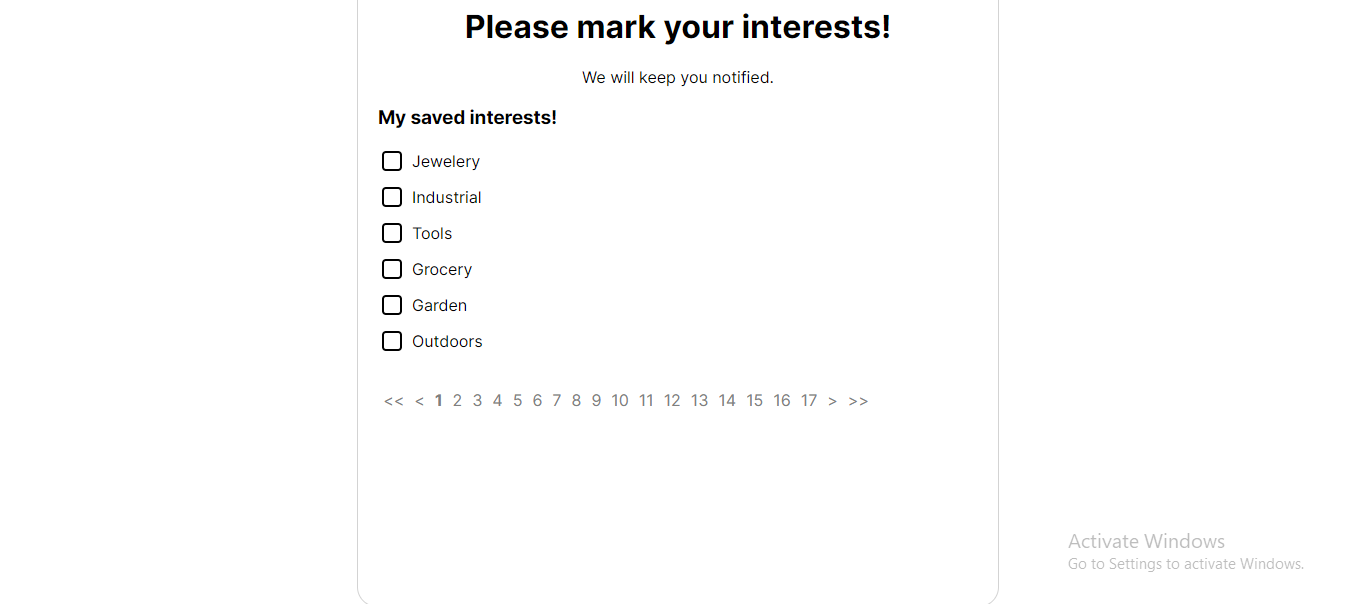 Please mark your interests!
We will keep you notified.
My saved interests!
Jewelery
Industrial
Tools
Grocery
Garden
Outdoors
<< < 1 2 3 4 5 6 7 8 9 10 11 12 13 14 15 16 17 > >>
Activate Windows
Go to Settings to activate Windows.